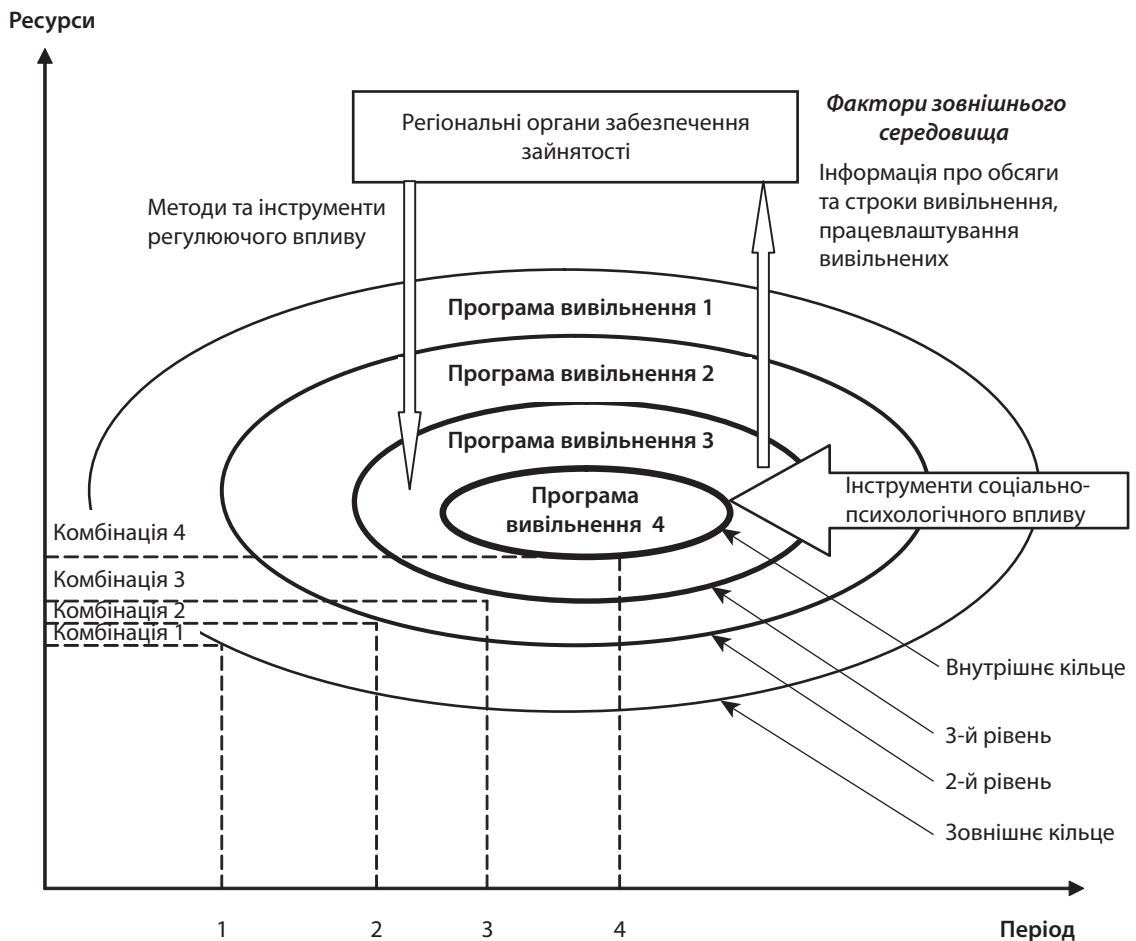 Ресурси
Регіональні органи забезпечення
зайнятості
Фактори зовнішнього
середовища
Інформація про обсяги
та строки вивільнення,
працевлаштування
вивільнених
Методи та інструменти
регулюючого впливу
Програма вивільнення 1
Програма вивільнення 2
Програма вивільнення 3
Програма
вивільнення 4
Інструменти соціально-
психологічного впливу
Комбінація 4
Комбінація 3
Комбінація 2
Комбінація 1
Внутрішнє кільце
3-й рівень
2-й рівень
Зовнішнє кільце
1 2 3 4 Період